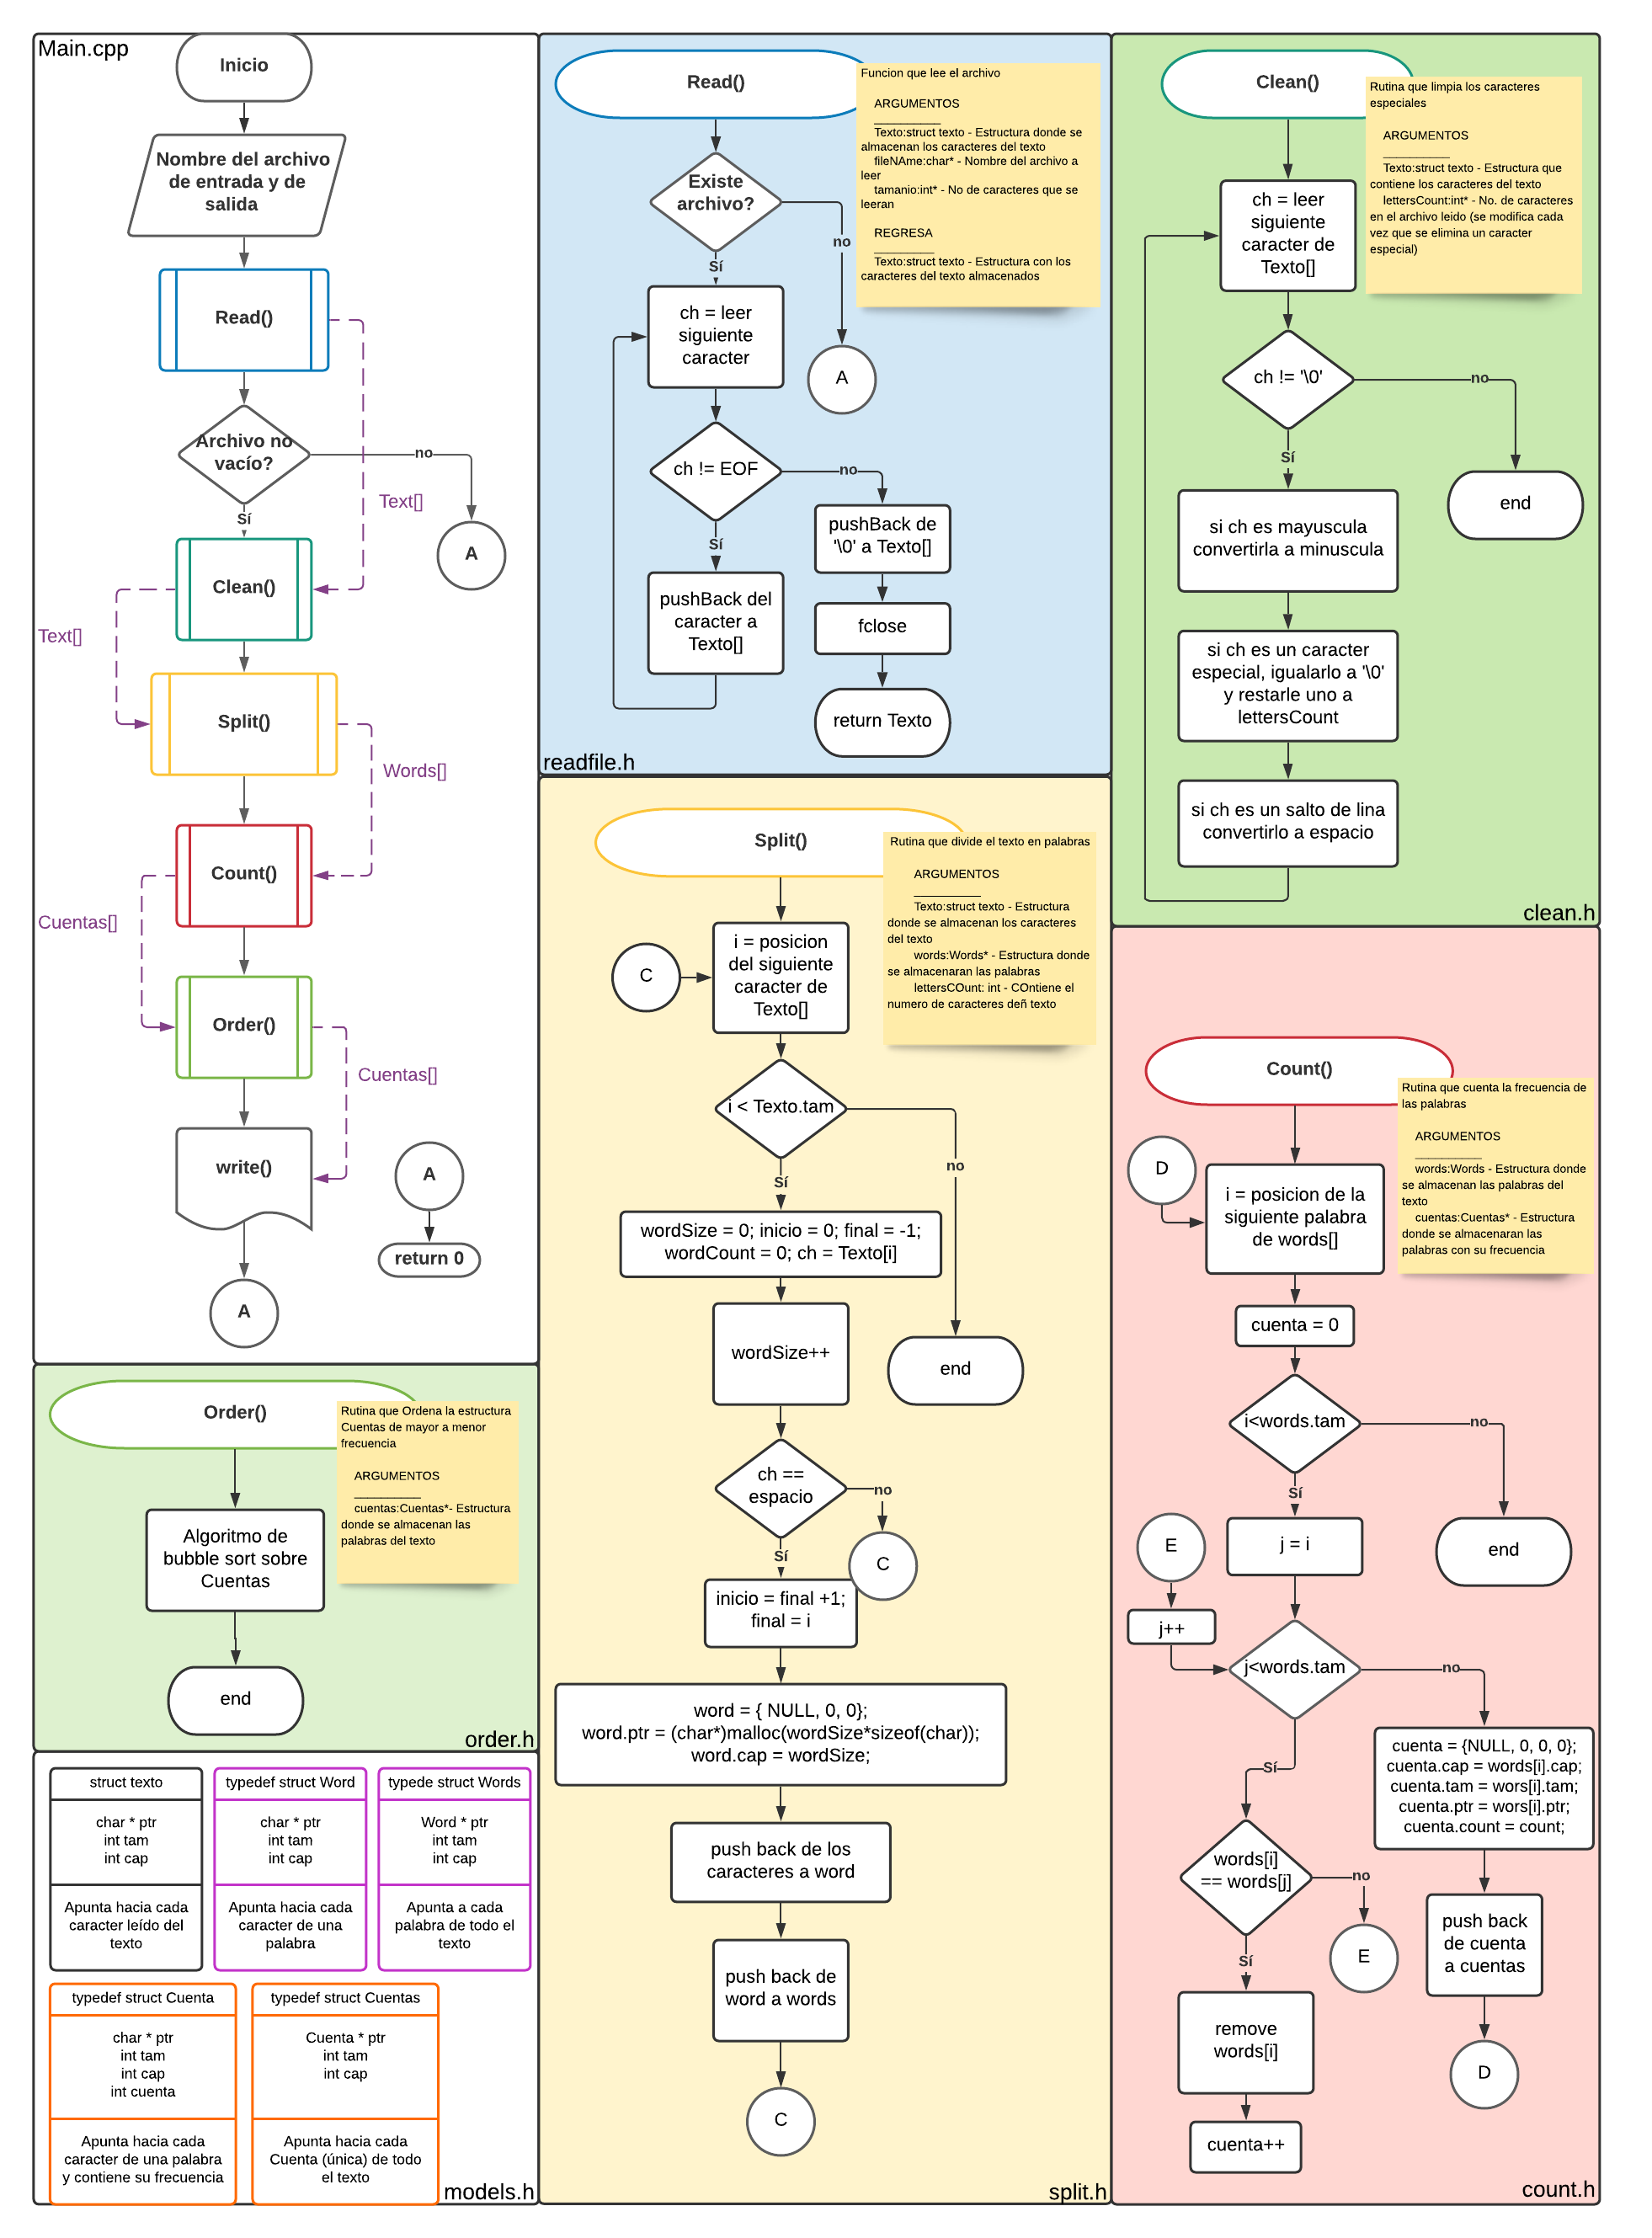 Main.cpp
Inicio
Nombre del archivo
de entrada y de
salida
Read()
Archivo no
vacío?
no
Sí
Text[]
A
Clean()
Text[]
Split()
Words[]
Count()
Cuentas[]
Order()
Cuentas[]
write()
A
A
return 0
Order()
Rutina que Ordena la estructura
Cuentas de mayor a menor
frecuencia
ARGUMENTOS
__________
cuentas:Cuentas*- Estructura
donde se almacenan las
palabras del texto
Algoritmo de
bubble sort sobre
Cuentas
end
order.h
struct texto
char * ptr
int tam
int cap
Apunta hacia cada
caracter leído del
texto
typedef struct Word
char * ptr
int tam
int cap
Apunta hacia cada
caracter de una
palabra
typede struct Words
Word * ptr
int tam
int cap
Apunta a cada
palabra de todo el
texto
typedef struct Cuenta
char * ptr
int tam
int cap
int cuenta
Apunta hacia cada
caracter de una palabra
y contiene su frecuencia
typedef struct Cuentas
Cuenta * ptr
int tam
int cap
Apunta hacia cada
Cuenta (única) de todo
el texto
models.h
Read()
Funcion que lee el archivo
ARGUMENTOS
__________
Texto:struct texto - Estructura donde se
almacenan los caracteres del texto
fileNAme:char* - Nombre del archivo a
leer
tamanio:int* - No de caracteres que se
leeran
REGRESA
_________
Texto:struct texto - Estructura con los
caracteres del texto almacenados
Existe
archivo?
no
Sí
A
ch = leer
siguiente
caracter
ch != EOF
no
Sí
pushBack de
'\0' a Texto[]
pushBack del
caracter a
Texto[]
fclose
return Texto
readfile.h
Split()
Rutina que divide el texto en palabras
ARGUMENTOS
__________
Texto:struct texto - Estructura
donde se almacenan los caracteres
del texto
words:Words* - Estructura donde
se almacenaran las palabras
lettersCOunt: int - COntiene el
numero de caracteres deñ texto
C
i = posicion
del siguiente
caracter de
Texto[]
i < Texto.tam
no
Sí
wordSize = 0; inicio = 0; final = -1;
wordCount = 0; ch = Texto[i]
wordSize++
end
ch ==
espacio
no
Sí
C
inicio = final +1;
final = i
word = { NULL, 0, 0};
word.ptr = (char*)malloc(wordSize*sizeof(char));
word.cap = wordSize;
push back de los
caracteres a word
push back de
word a words
C
split.h
Clean()
Rutina que limpia los caracteres
especiales
ARGUMENTOS
__________
Texto:struct texto - Estructura que
contiene los caracteres del texto
lettersCount:int* - No. de caracteres
en el archivo leido (se modifica cada
vez que se elimina un caracter
especial)
ch = leer
siguiente
caracter de
Texto[]
ch != '\0'
no
Sí
end
si ch es mayuscula
convertirla a minuscula
si ch es un caracter
especial, igualarlo a '\0'
y restarle uno a
lettersCount
si ch es un salto de lina
convertirlo a espacio
clean.h
Count()
Rutina que cuenta la frecuencia de
las palabras
ARGUMENTOS
__________
words:Words - Estructura donde
se almacenan las palabras del
texto
cuentas:Cuentas* - Estructura
donde se almacenaran las
palabras con su frecuencia
D
i = posicion de la
siguiente palabra
de words[]
cuenta = 0
i<words.tam
no
Sí
end
j = i
E
j++
j<words.tam
no
Sí
cuenta = {NULL, 0, 0, 0};
cuenta.cap = words[i].cap;
cuenta.tam = wors[i].tam;
cuenta.ptr = wors[i].ptr;
cuenta.count = count;
words[i]
== words[j]
no
Sí
E
push back
de cuenta
a cuentas
D
remove
words[i]
cuenta++
count.h